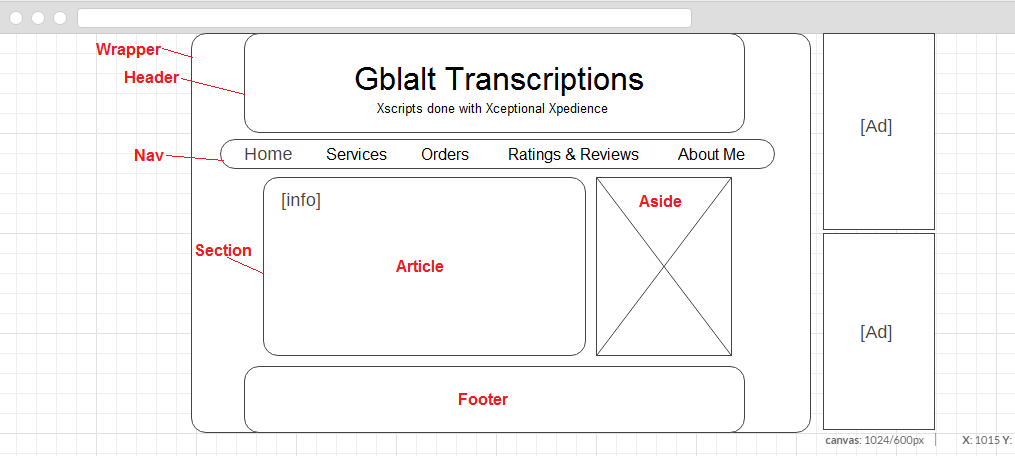 Wrapper
Header
Gblalt Transcriptions
Xscripts done with Xceptional Xpedience
[Ad]
Nav
Home Services Orders Ratings & Reviews About Me
[info]
Aside
Section
Article
[Ad]
Footer
canvas: 1024/600px | X: 1015 Y: